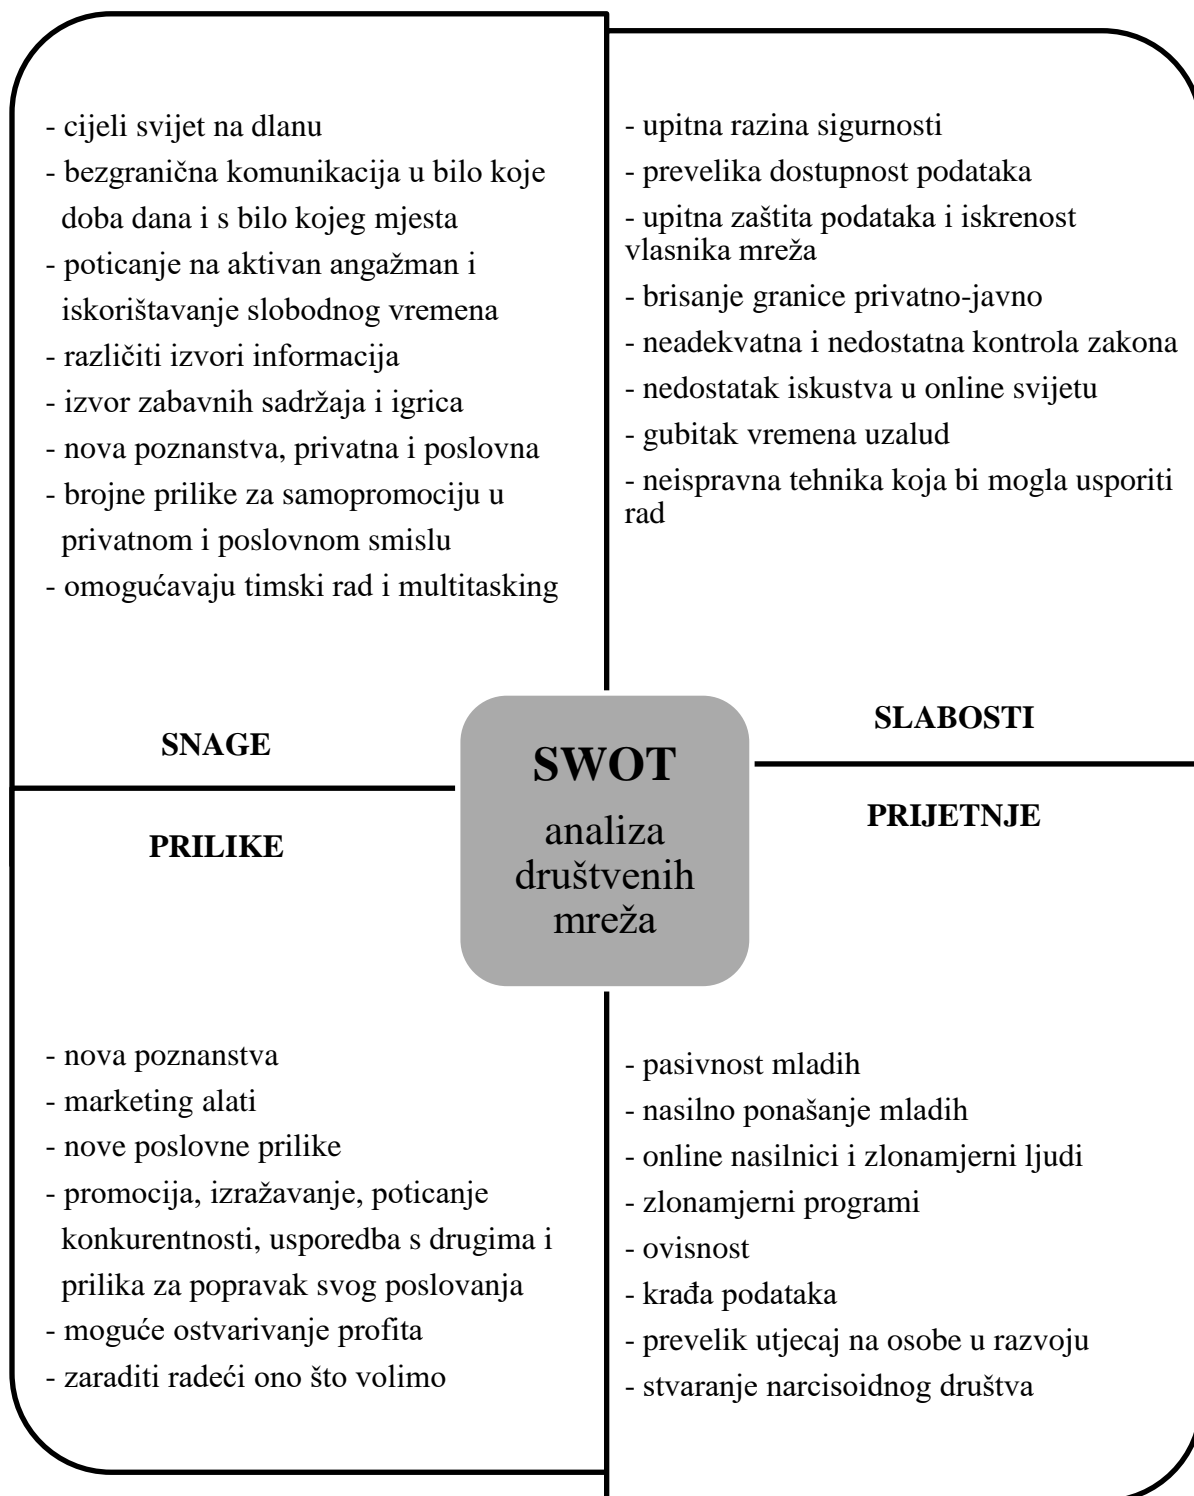 - cijeli svijet na dlanu
- bezgranična komunikacija u bilo koje
doba dana i s bilo kojeg mjesta
- poticanje na aktivan angažman i
iskorištavanje slobodnog vremena
- različiti izvori informacija
- izvor zabavnih sadržaja i igrica
- nova poznanstva, privatna i poslovna
- brojne prilike za samopromociju u
privatnom i poslovnom smislu
- omogućavaju timski rad i multitasking
SNAGE
- upitna razina sigurnosti
- prevelika dostupnost podataka
- upitna zaštita podataka i iskrenost
vlasnika mreža
- brisanje granice privatno-javno
- neadekvatna i nedostatna kontrola zakona
- nedostatak iskustva u online svijetu
- gubitak vremena uzalud
- neispravna tehnika koja bi mogla usporiti
rad
SLABOSTI
SWOT
analiza
društvenih
mreža
PRILIKE
- nova poznanstva
- marketing alati
- nove poslovne prilike
- promocija, izražavanje, poticanje
konkurentnosti, usporedba s drugima i
prilika za popravak svog poslovanja
- moguće ostvarivanje profita
- zaraditi radeći ono što volimo
PRIJETNJE
- pasivnost mladih
- nasilno ponašanje mladih
- online nasilnici i zlonamjerni ljudi
- zlonamjerni programi
- ovisnost
- krađa podataka
- prevelik utjecaj na osobe u razvoju
- stvaranje narcisoidnog društva